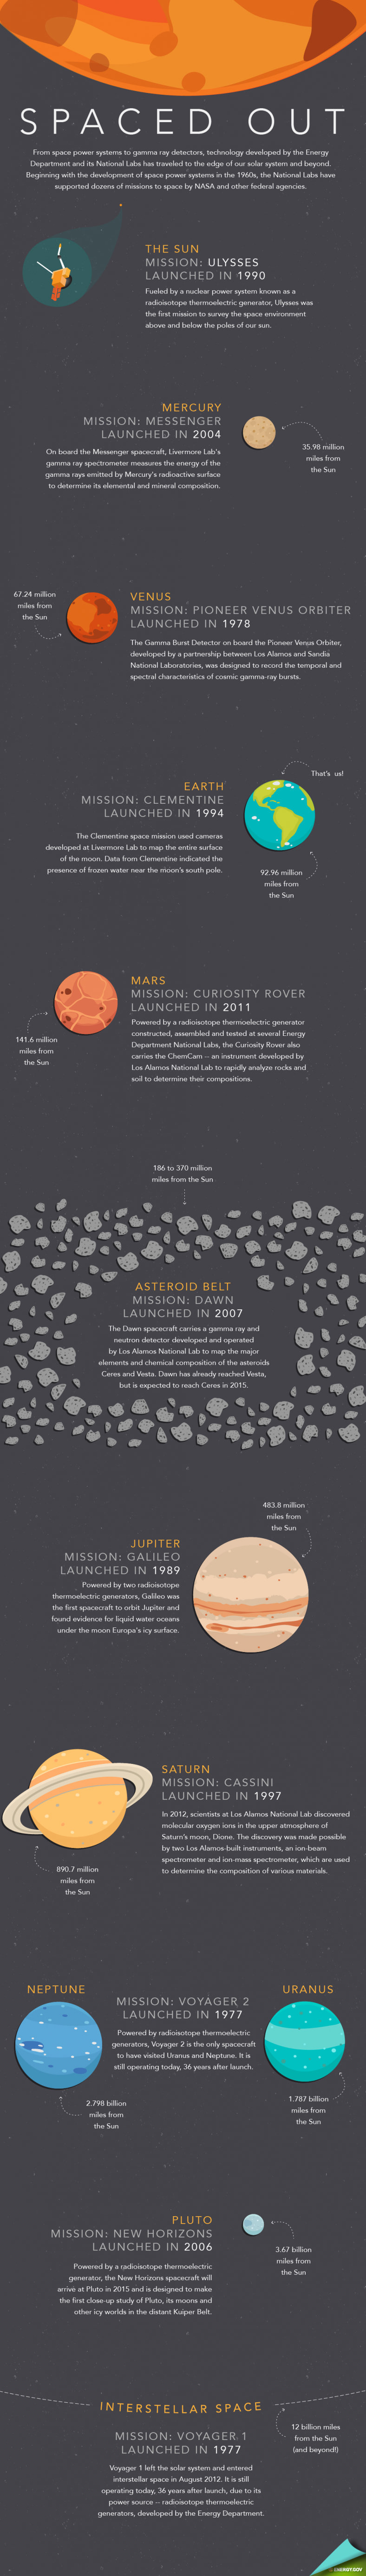 SPACED OUT
From space power systems to gamma ray detectors, technology developed by the Energy
Department and its National Labs has traveled to the edge of our solar system and beyond.
Beginning with the development of space power systems in the 1960s, the National Labs have
supported dozens of missions to space by NASA and other federal agencies.
THE SUN
MISSION: ULYSSES
LAUNCHED IN 1990
Fueled by a nuclear power system known as a
radioisotope thermoelectric generator, Ulysses was
the first mission to survey the space environment
above and below the poles of our sun.
MERCURY
MISSION: MESSENGER
LAUNCHED IN 2004
On board the Messenger spacecraft, Livermore Lab's
gamma ray spectrometer measures the energy of the
gamma rays emitted by Mercury's radioactive surface
to determine its elemental and mineral composition.
35.98 million
miles from
the Sun
67.24 million
miles from
the Sun
VENUS
MISSION: PIONEER VENUS ORBITER
LAUNCHED IN 1978
The Gamma Burst Detector on board the Pioneer Venus Orbiter,
developed by a partnership between Los Alamos and Sandia
National Laboratories, was designed to record the temporal and
spectral characteristics of cosmic gamma-ray bursts.
That's us!
EARTH
MISSION: CLEMENTINE
LAUNCHED IN 1994
The Clementine space mission used cameras
developed at Livermore Lab to map the entire surface
of the moon. Data from Clementine indicated the
presence of frozen water near the moon's south pole.
92.96 million
miles from
the Sun
MARS
MISSION: CURIOSITY ROVER
LAUNCHED IN 2011
Powered by a radioisotope thermoelectric generator
constructed, assembled and tested at several Energy
Department National Labs, the Curiosity Rover also
carries the ChemCam -- an instrument developed by
Los Alamos National Lab to rapidly analyze rocks and
soil to determine their compositions.
141.6 million
miles from
the Sun
186 to 370 million
miles from the Sun
ASTEROID BELT
MISSION: DAWN
LAUNCHED IN 2007
The Dawn spacecraft carries a gamma ray and
neutron detector developed and operated
by Los Alamos National Lab to map the major
elements and chemical composition of the asteroids
Ceres and Vesta. Dawn has already reached Vesta,
but is expected to reach Ceres in 2015.
483.8 million
miles from
the Sun
JUPITER
MISSION: GALILEO
LAUNCHED IN 1989
Powered by two radioisotope
thermoelectric generators, Galileo was
the first spacecraft to orbit Jupiter and
found evidence for liquid water oceans
under the moon Europa's icy surface.
SATURN
MISSION: CASSINI
LAUNCHED IN 1997
In 2012, scientists at Los Alamos National Lab discovered
molecular oxygen ions in the upper atmosphere of
Saturn's moon, Dione. The discovery was made possible
by two Los Alamos-built instruments, an ion-beam
spectrometer and ion-mass spectrometer, which are used
to determine the composition of various materials.
890.7 million
miles from
the Sun
NEPTUNE
URANUS
MISSION: VOYAGER 2
LAUNCHED IN 1977
Powered by radioisotope thermoelectric
generators, Voyager 2 is the only spacecraft
to have visited Uranus and Neptune. It is
still operating today, 36 years after launch.
2.798 billion
miles from
the Sun
1.787 billion
miles from
the Sun
PLUTO
MISSION: NEW HORIZONS
LAUNCHED IN 2006
Powered by a radioisotope thermoelectric
generator, the New Horizons spacecraft will
arrive at Pluto in 2015 and is designed to make
the first close-up study of Pluto, its moons and
other icy worlds in the distant Kuiper Belt.
3.67 billion
miles from
the Sun
INTERSTELLAR SPACE
MISSION: VOYAGER 1
LAUNCHED IN 1977
Voyager 1 left the solar system and entered
interstellar space in August 2012. It is still
operating today, 36 years after launch, due to its
power source -- radioisotope thermoelectric
generators, developed by the Energy Department.
12 billion miles
from the Sun
(and beyond!)
ENERGY.GOV